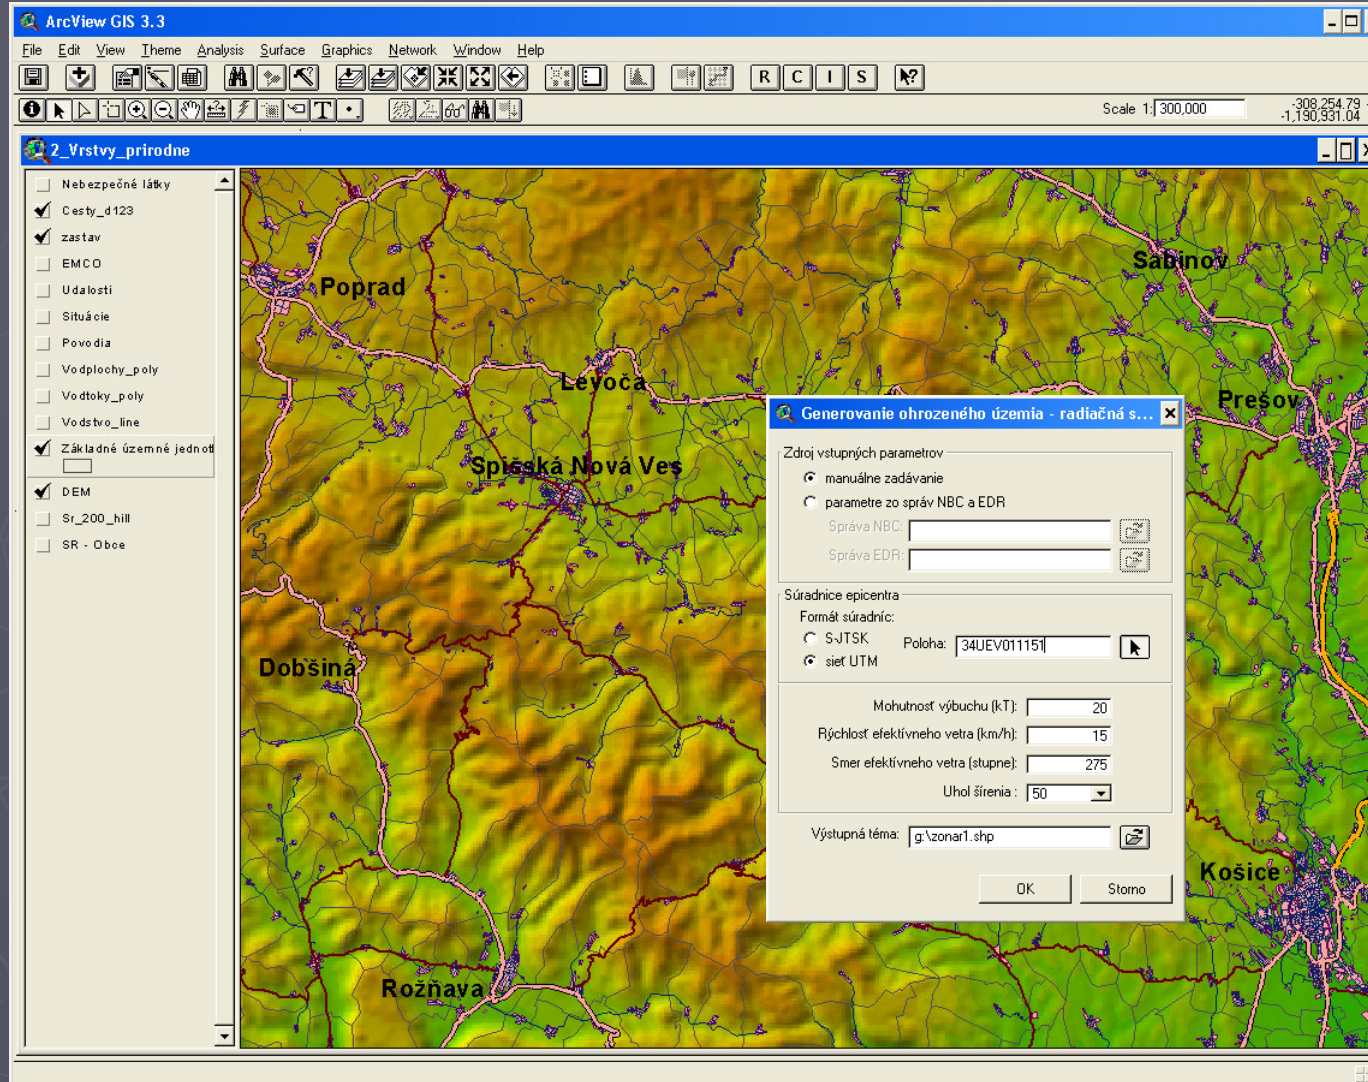 ArcView GIS 3.3
File Edit View Theme Analysis Surface Graphics Network Window Help
R C I S
Scale 1: 300,000
-308,254.79
-1,190,931.04
2_Vrstvy_prirodne
Nebezpečné látky
Cesty_d123
zastav
EMCO
Udalosti
Situácie
Povodia
Vodplochy_poly
Vodtoky_poly
Vodstvo_line
Základné územné jednot
DEM
Sr_200_hill
SR - Obce
Poprad
Sabinov
Levoča
Prešov
Spišská Nová Ves
Dobšiná
Košice
Rožňava
Generovanie ohrozeného územia - radiačná s...
Zdroj vstupných parametrov
manuálne zadávanie
parametre zo správ NBC a EDR
Správa NBC:
Správa EDR:
Súradnice epicentra
Formát súradníc:
S-JTSK
sieť UTM
Poloha: 34UEV011151
Mohutnosť výbuchu (kT): 20
Rýchlosť efektívneho vetra (km/h): 15
Smer efektívneho vetra (stupne): 275
Uhol šírenia : 50
Výstupná téma: g:\zonar1.shp
OK Storno